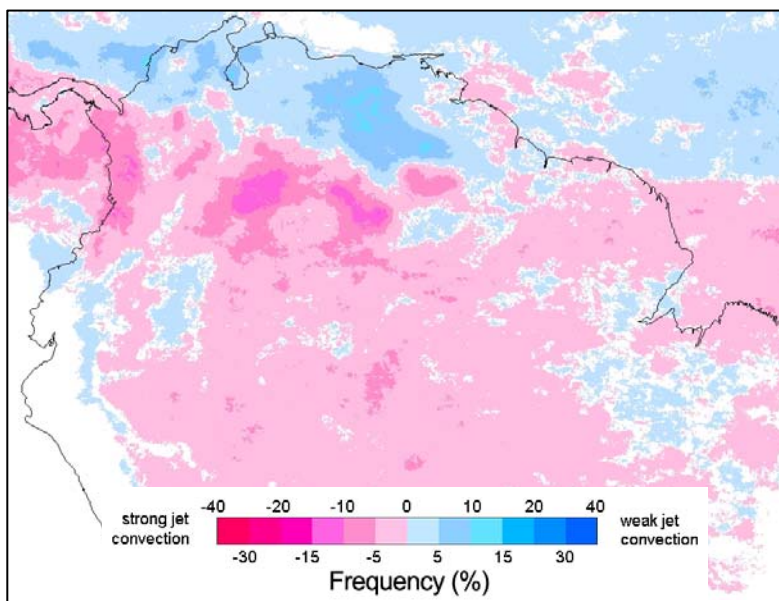 -40 -20 -10 0 10 20 40
strong jet convection
weak jet convection
-30 -15 -5 5 15 30
Frequency (%)